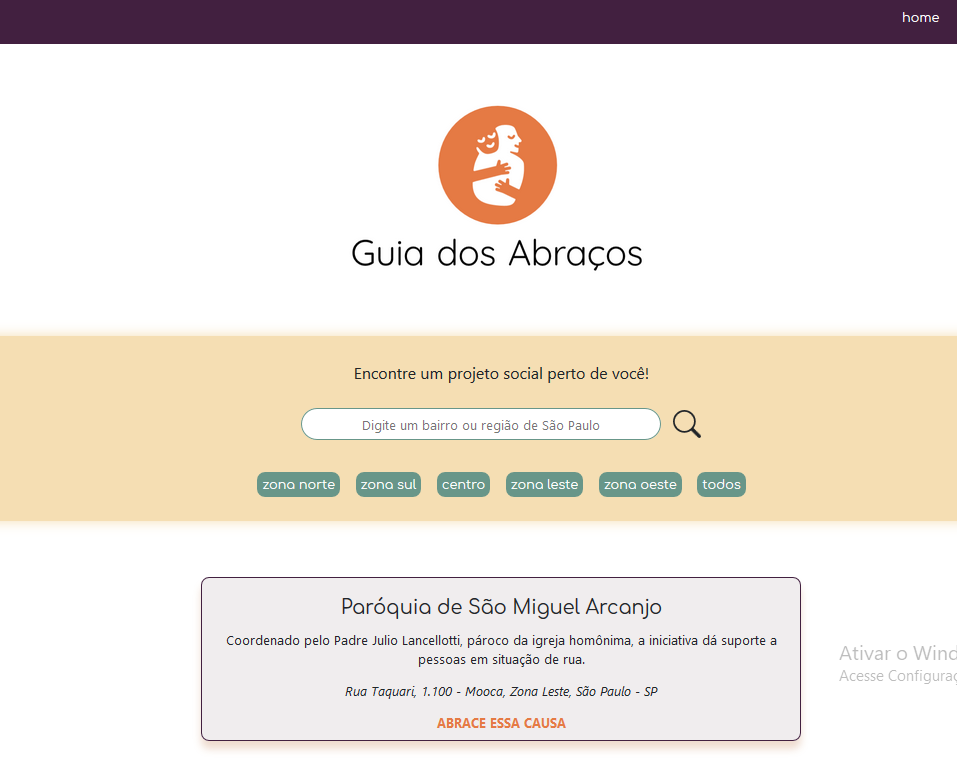 home
Guia dos Abraços
Encontre um projeto social perto de você!
Digite um bairro ou região de São Paulo
zona norte zona sul centro zona leste zona oeste todos
Paróquia de São Miguel Arcanjo
Coordenado pelo Padre Julio Lancellotti, pároco da igreja homônima, a iniciativa dá suporte a
pessoas em situação de rua.
Rua Taquari, 1.100 - Mooca, Zona Leste, São Paulo - SP
ABRACE ESSA CAUSA
Ativar o Wind
Acesse Configuraç